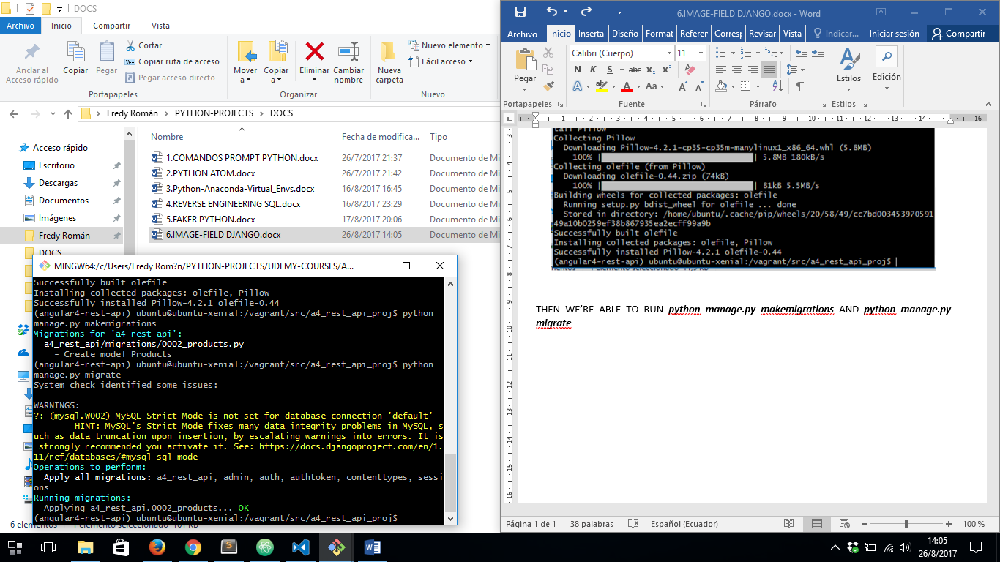 DOCS
Archivo Inicio Compartir Vista
Anclar al Acceso rápido
Copiar
Pegar
Cortar
Copiar ruta de acceso
Pegar acceso directo
Portapapeles
Mover a
Copiar a
Eliminar
Cambiar nombre
Organizar
Nueva carpeta
Nuevo elemento
Fácil acceso
Nuevo
Fredy Román > PYTHON-PROJECTS > DOCS
Acceso rápido
Escritorio
Descargas
Documentos
Imágenes
Fredy Román
DOCS
Nombre Fecha de modifica... Tipo
1.COMANDOS PROMPT PYTHON.docx 26/7/2017 21:37 Documento de Mi
2.PYTHON ATOM.docx 26/7/2017 21:42 Documento de Mi
3.Python-Anaconda-Virtual_Envs.docx 16/8/2017 16:45 Documento de Mi
4.REVERSE ENGINEERING SQL.docx 16/8/2017 23:29 Documento de Mi
5.FAKER PYTHON.docx 17/8/2017 20:06 Documento de Mi
6.IMAGE-FIELD DJANGO.docx 26/8/2017 14:05 Documento de Mi
MINGW64:/c/Users/Fredy Rom?n/PYTHON-PROJECTS/UDEMY-COURSES/A...
Successfully built olefile
Installing collected packages: olefile, Pillow
Successfully installed Pillow-4.2.1 olefile-0.44
(angular4-rest-api) ubuntu@ubuntu-xenial:/vagrant/src/a4_rest_api_proj$ python
manage.py makemigrations
Migrations for 'a4_rest_api':
a4_rest_api/migrations/0002_products.py
- Create model Products
(angular4-rest-api) ubuntu@ubuntu-xenial:/vagrant/src/a4_rest_api_proj$ python
manage.py migrate
System check identified some issues:
WARNINGS:
?: (mysql.W002) MySQL Strict Mode is not set for database connection 'default'
HINT: MySQL's Strict Mode fixes many data integrity problems in MySQL, s
uch as data truncation upon insertion, by escalating warnings into errors. It is
strongly recommended you activate it. See: https://docs.djangoproject.com/en/1.
11/ref/databases/#mysql-sql-mode
Operations to perform:
Apply all migrations: a4_rest_api, admin, auth, authtoken, contenttypes, sessi
ons
Running migrations:
Applying a4_rest_api.0002_products... OK
(angular4-rest-api) ubuntu@ubuntu-xenial:/vagrant/src/a4_rest_api_proj$
6 elementos
6.IMAGE-FIELD DJANGO.docx - Word
Archivo Inicio Insertar Diseño Format Referen Corresp Revisar Vista Indicar... Iniciar sesión Compartir
Pegar
Portapapeles
Calibri (Cuerpo) 11
N K S abc x₂ x²
A ab A Aa A A
Fuente
Párrafo
Estilos
Estilos
Edición
1 2 3 4 5 6 7 8 9 10 11 12 13 14 16
Collecting Pillow
Downloading Pillow-4.2.1-cp35-cp35m-manylinux1_x86_64.whl (5.8MB)
100% | | 5.8MB 180kB/s
Collecting olefile (from Pillow)
Downloading olefile-0.44.zip (74kB)
100% | | 81kB 5.5MB/s
Building wheels for collected packages: olefile
Running setup.py bdist_wheel for olefile ... done
Stored in directory: /home/ubuntu/.cache/pip/wheels/20/58/49/cc7bd003453970591
49a10b0259ef38b867935ea2ecff99a9b
Successfully built olefile
Installing collected packages: olefile, Pillow
Successfully installed Pillow-4.2.1 olefile-0.44
(angular4-rest-api) ubuntu@ubuntu-xenial:/vagrant/src/a4_rest_api_proj$
THEN WE'RE ABLE TO RUN python manage.py makemigrations AND python manage.py
migrate
Página 1 de 1 38 palabras Español (Ecuador) 100 %
14:05
26/8/2017